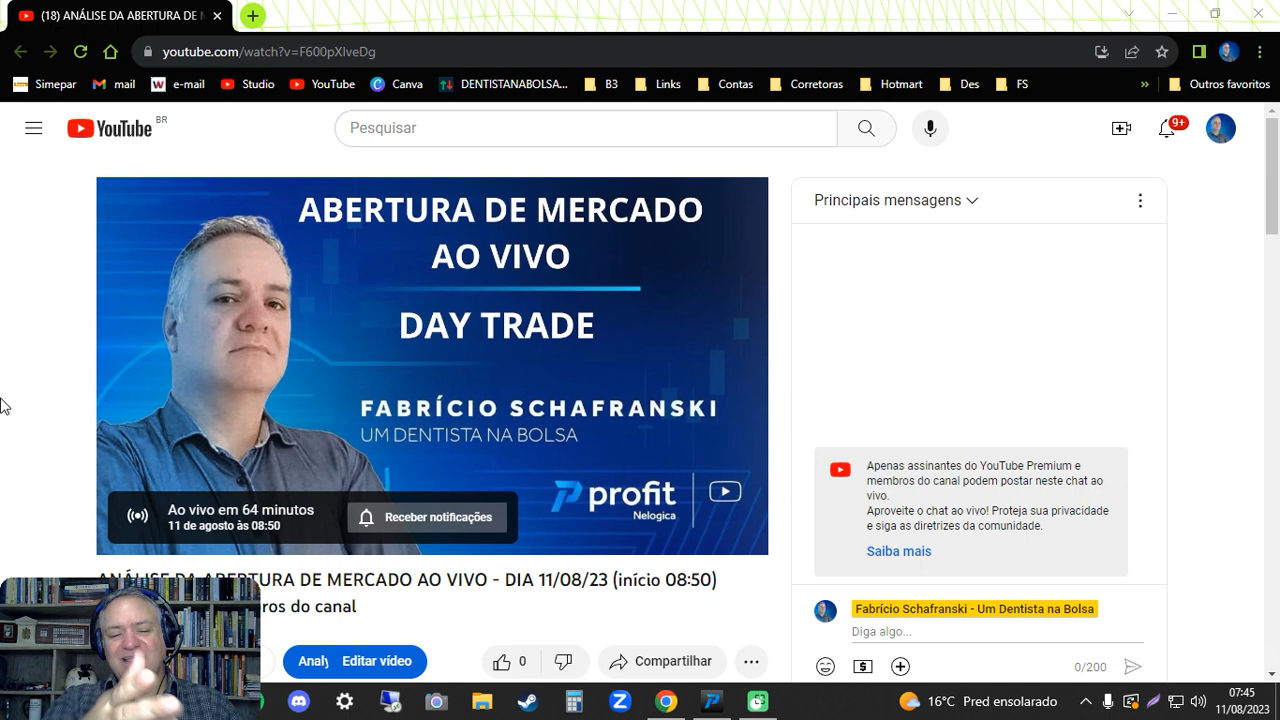 (18) ANÁLISE DA ABERTURA DE
youtube.com/watch?v=F600pXIveDg
Simepar mail e-mail Studio YouTube Canva DENTISTANABOLSA... B3 Links Contas Corretoras Hotmart Des FS » Outros favoritos
YouTube BR
Pesquisar
9+
ABERTURA DE MERCADO
AO VIVO
DAY TRADE
FABRÍCIO SCHAFRANSKI
UM DENTISTA NA BOLSA
profit
Nelogica
Ao vivo em 64 minutos
11 de agosto às 08:50
Receber notificações
Principais mensagens
Apenas assinantes do YouTube Premium e
membros do canal podem postar neste chat ao
vivo.
Aproveite o chat ao vivo! Proteja sua privacidade
e siga as diretrizes da comunidade.
Saiba mais
ANÁLISE DA ABERTURA DE MERCADO AO VIVO - DIA 11/08/23 (início 08:50)
ros do canal
Editar vídeo
0
Compartilhar
Fabrício Schafranski - Um Dentista na Bolsa
Diga algo...
0/200
16°C Pred ensolarado
07:45
11/08/2023